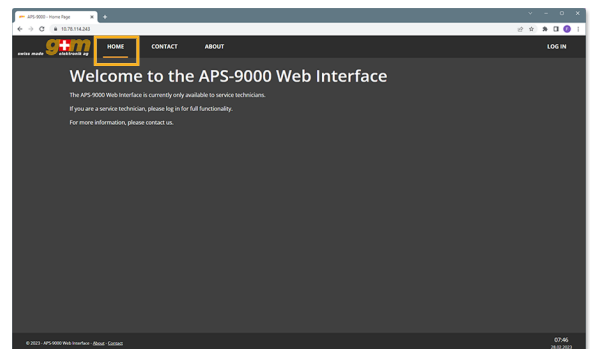 APS-9000 - Home Page
10.78.114.242
swiss made
g+m
elektronik ag
HOME
CONTACT
ABOUT
LOG IN
Welcome to the APS-9000 Web Interface
The APS-9000 Web Interface is currently only available to service technicians.
If you are a service technician, please log in for full functionality.
For more information, please contact us.
© 2023 - APS-9000 Web Interface - About - Contact
07:46
28.02.2023